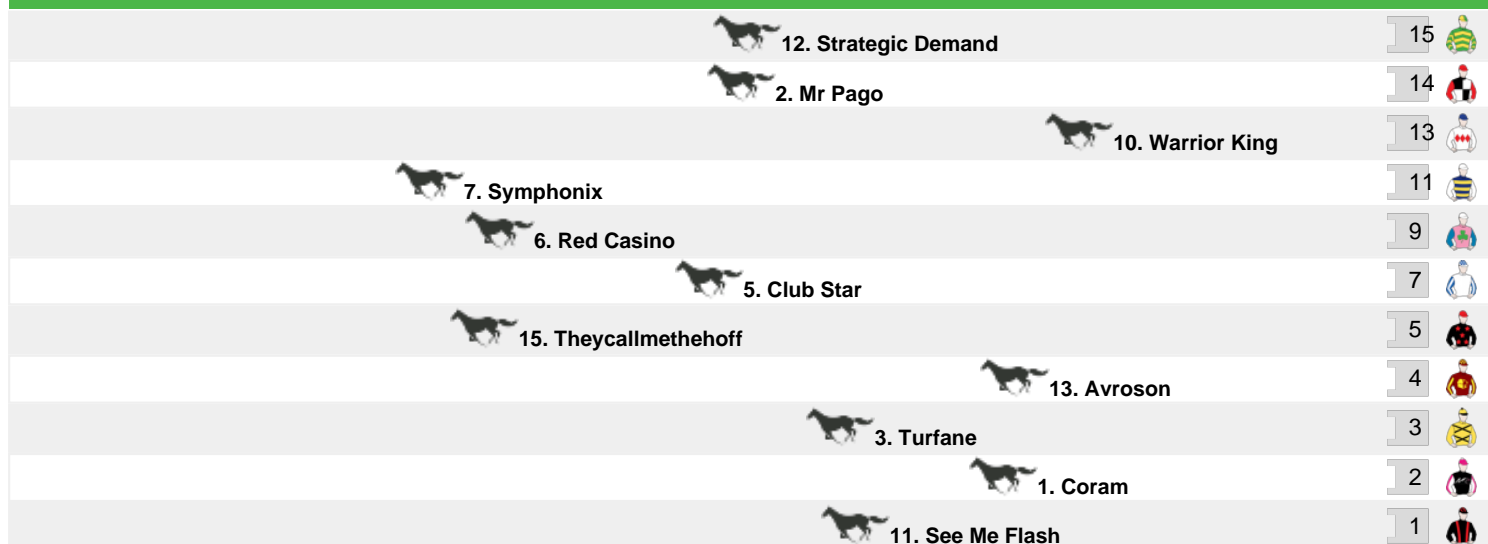 12. Strategic Demand 15
2. Mr Pago 14
10. Warrior King 13
7. Symphonix 11
6. Red Casino 9
5. Club Star 7
15. Theycallmethehoff 5
13. Avroson 4
3. Turfane 3
1. Coram 2
11. See Me Flash 1